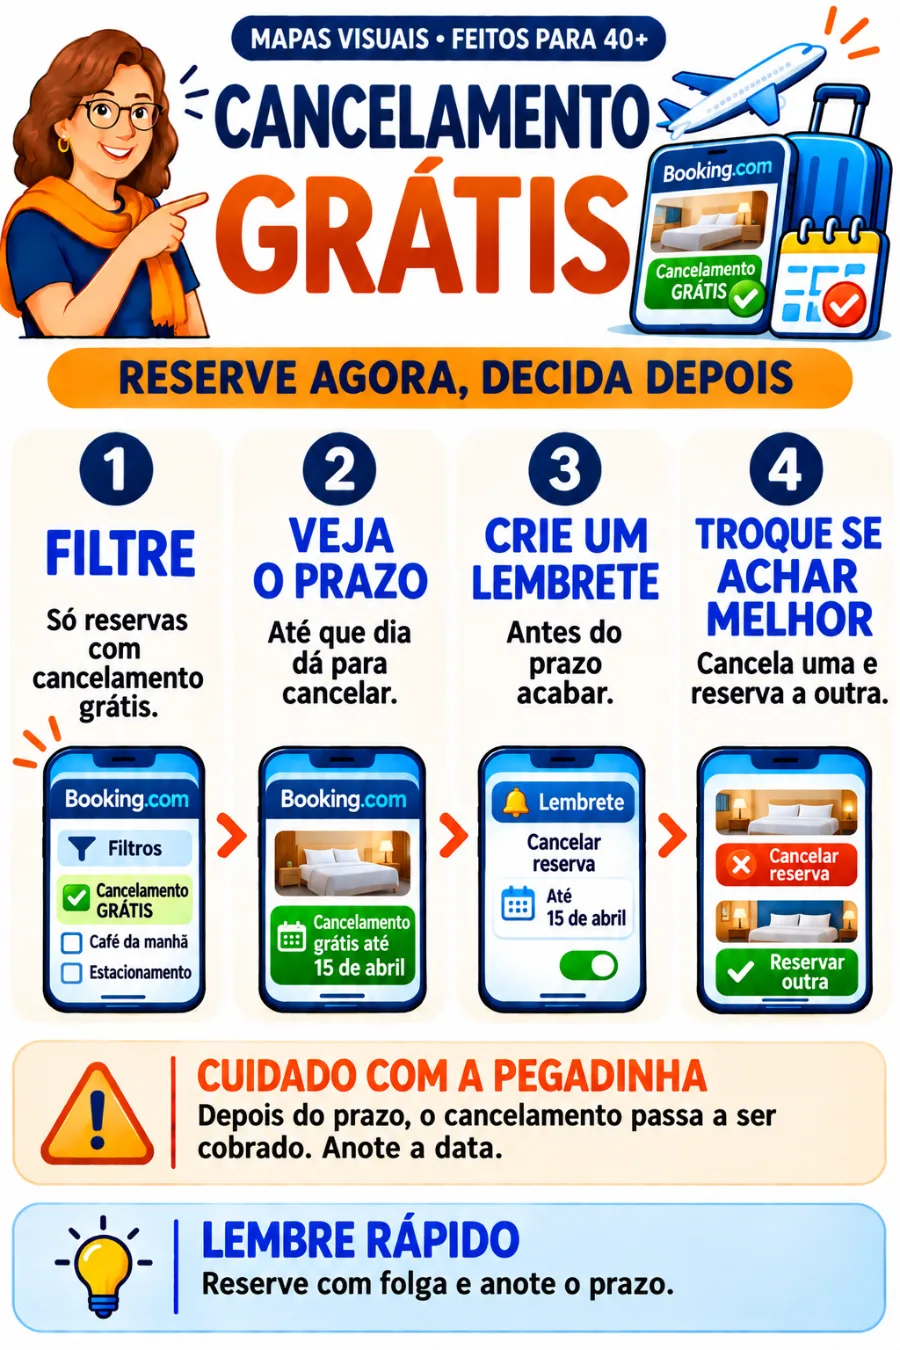 MAPAS VISUAIS • FEITOS PARA 40+
CANCELAMENTO
GRÁTIS
Booking.com
Cancelamento
GRÁTIS
RESERVE AGORA, DECIDA DEPOIS
1
FILTRE
Só reservas
com
cancelamento
grátis.
Booking.com
Filtros
Cancelamento
GRÁTIS
Café da manhã
Estacionamento
2
VEJA
O PRAZO
Até que dia
dá para
cancelar.
Booking.com
Cancelamento
grátis até
15 de abril
3
CRIE UM
LEMBRETE
Antes do
prazo
acabar.
Lembrete
Cancelar
reserva
Até
15 de abril
4
TROQUE SE
ACHAR
MELHOR
Cancela uma e
reserva a outra.
Cancelar
reserva
Reservar
outra
CUIDADO COM A PEGADINHA
Depois do prazo, o cancelamento passa a ser
cobrado. Anote a data.
LEMBRE RÁPIDO
Reserve com folga e anote o prazo.